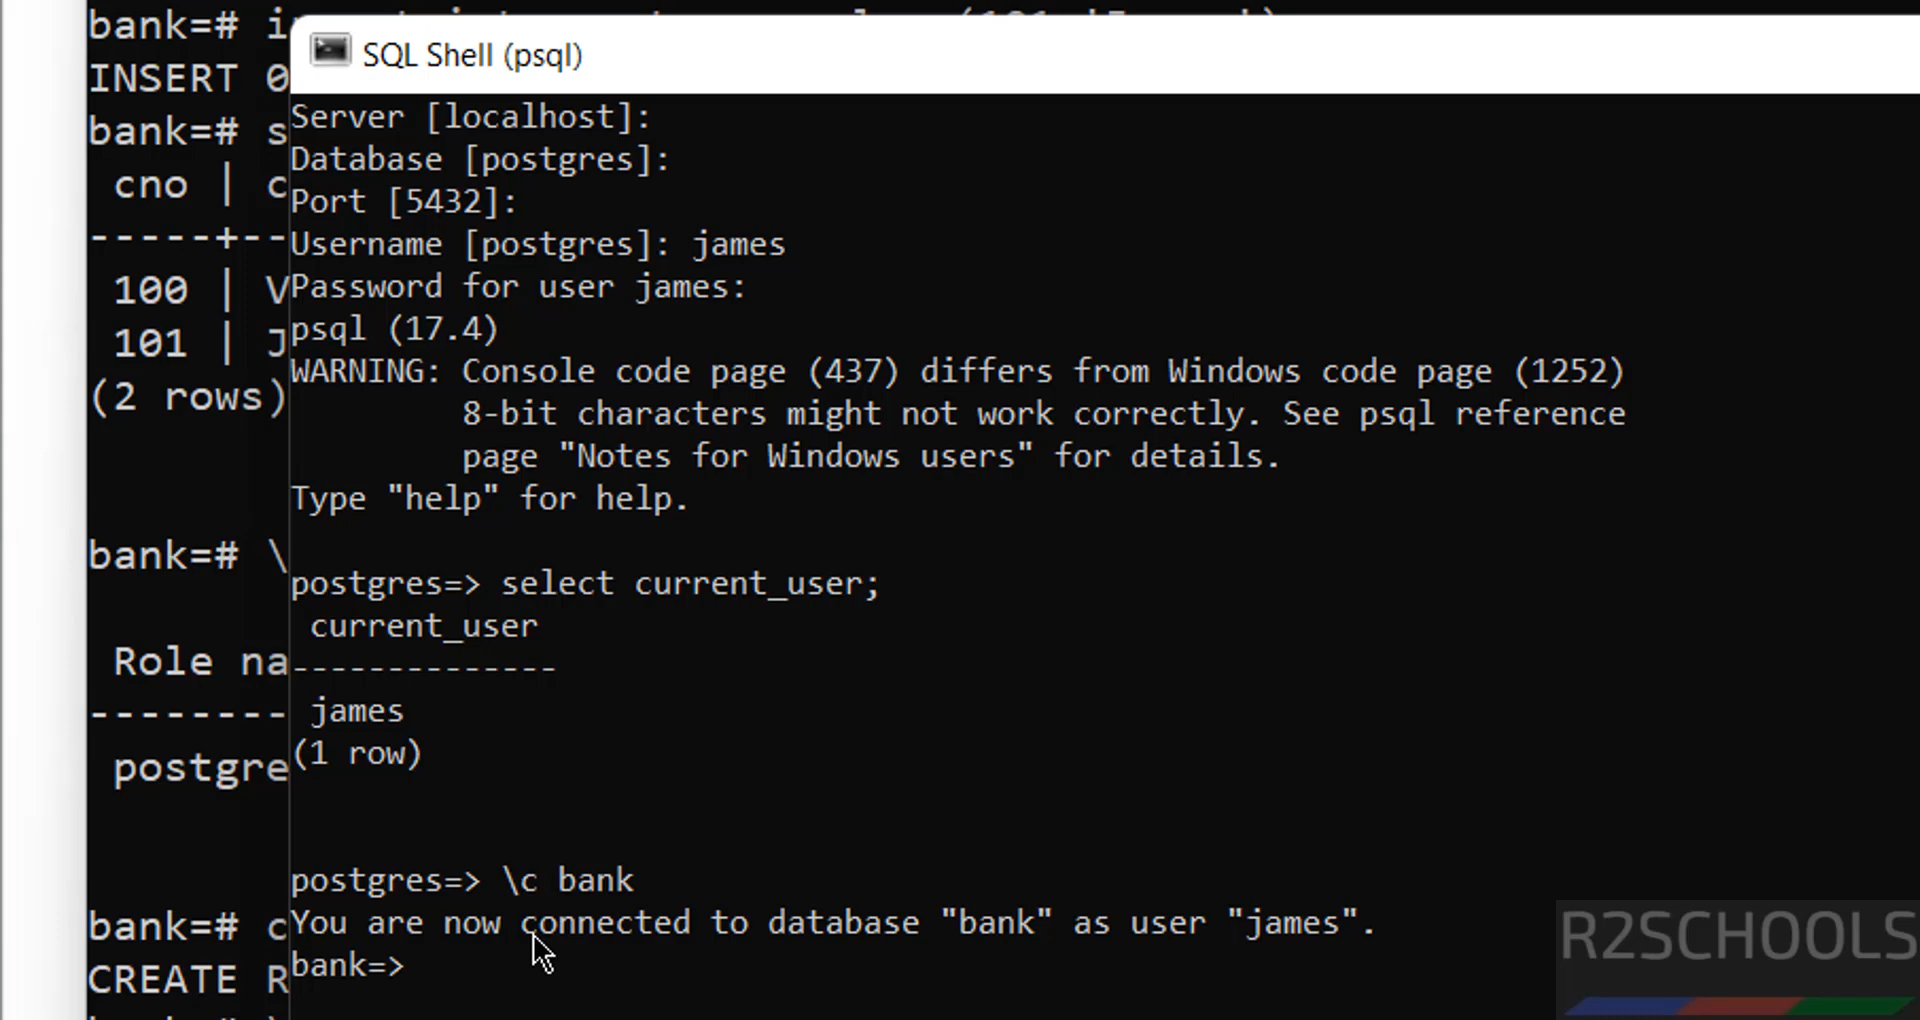 bank=# i
INSERT 0
bank=# s
cno | c
-----+--
100 | V
101 | J
(2 rows)
bank=# \
Role na
--------
postgre
bank=# c
CREATE R
SQL Shell (psql)
Server [localhost]:
Database [postgres]:
Port [5432]:
Username [postgres]: james
Password for user james:
psql (17.4)
WARNING: Console code page (437) differs from Windows code page (1252)
8-bit characters might not work correctly. See psql reference
page "Notes for Windows users" for details.
Type "help" for help.
postgres=> select current_user;
current_user
--------------
james
(1 row)
postgres=> \c bank
You are now connected to database "bank" as user "james".
bank=>
R2SCHOOLS